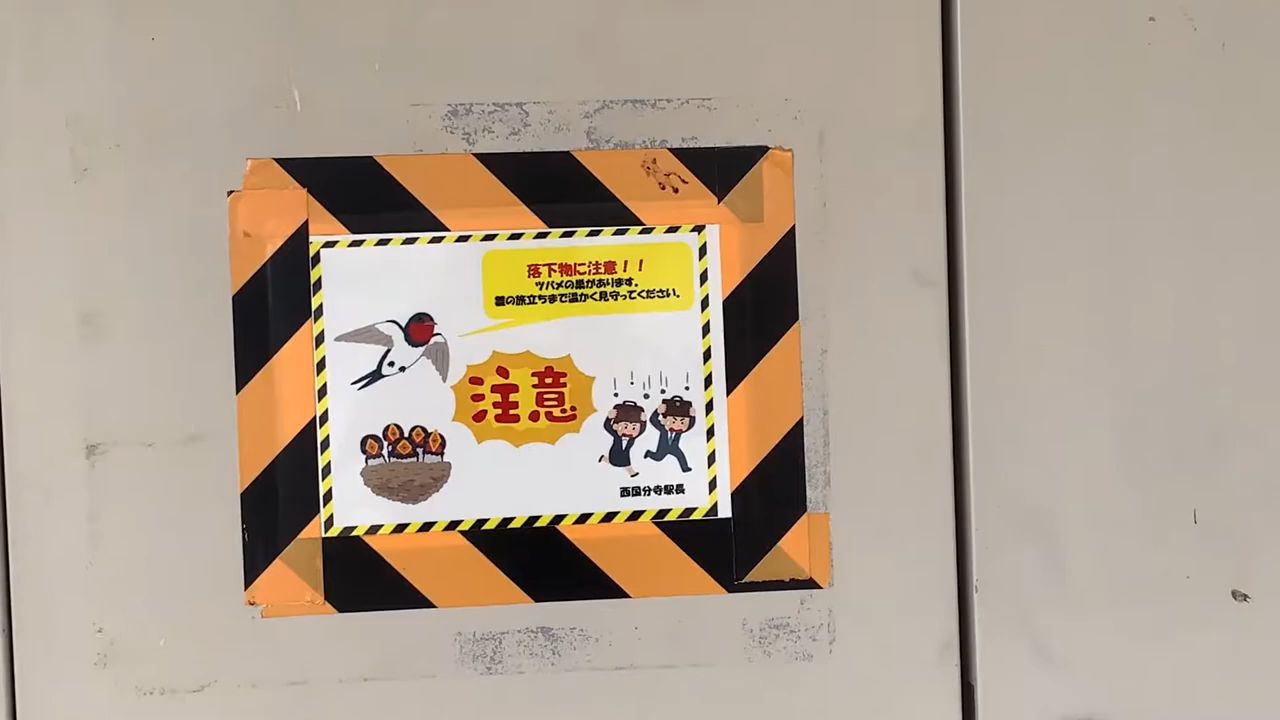 落下物に注意！！
ツバメの巣があります。
雛の旅立ちまで温かく見守ってください。
注意
西国分寺駅長